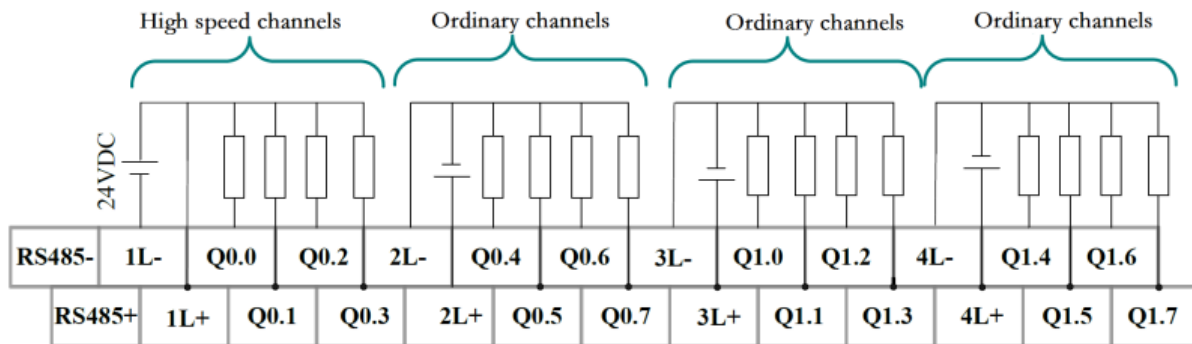 High speed channels Ordinary channels Ordinary channels Ordinary channels
24VDC
RS485- 1L- Q0.0 Q0.2 2L- Q0.4 Q0.6 3L- Q1.0 Q1.2 4L- Q1.4 Q1.6
RS485+ 1L+ Q0.1 Q0.3 2L+ Q0.5 Q0.7 3L+ Q1.1 Q1.3 4L+ Q1.5 Q1.7